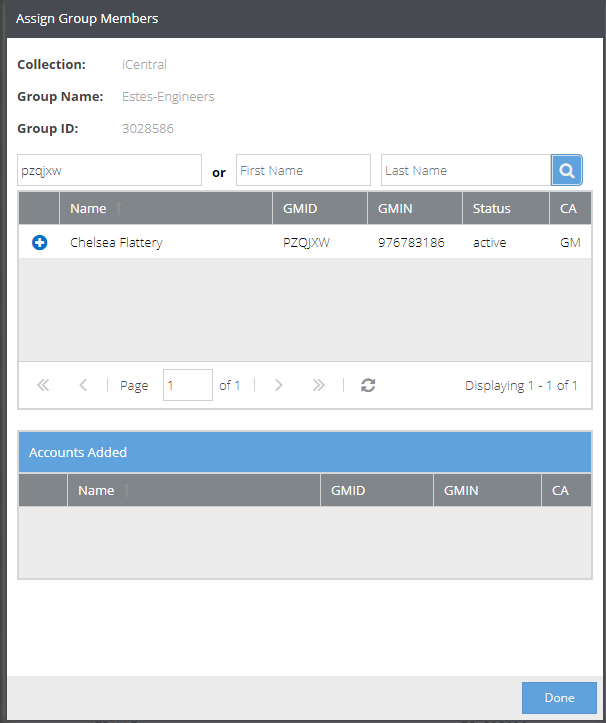 Assign Group Members
Collection: iCentral
Group Name: Estes-Engineers
Group ID: 3028586
pzqjxw or First Name Last Name
Name GMID GMIN Status CA
Chelsea Flattery PZQJXW 976783186 active GM
Page 1 of 1 Displaying 1 - 1 of 1
Accounts Added
Name GMID GMIN CA
Done